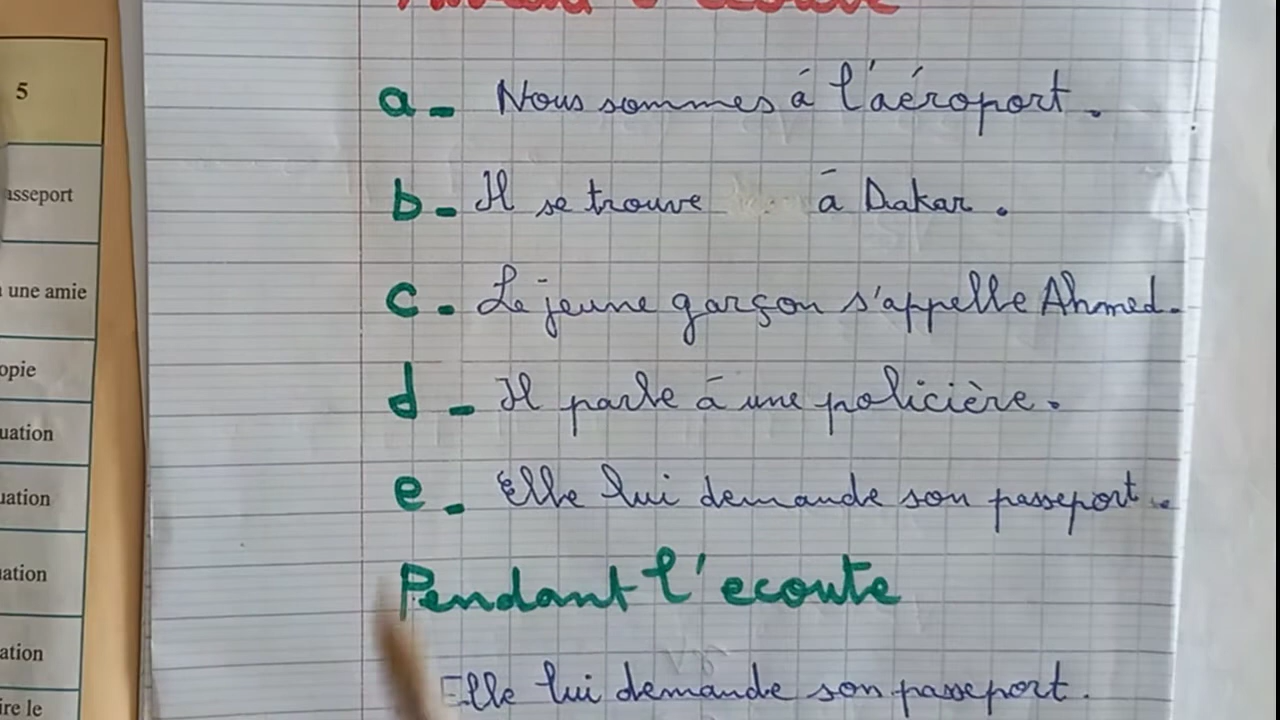 5
asseport
une amie
opie
uation
uation
uation
ation
ire le
a- Nous sommes à l'aéroport.
b- Il se trouve à Dakar.
c- Le jeune garçon s'appelle Ahmed.
d- Il parle à une policière.
e- Elle lui demande son passeport.
Pendant l'ecoute
Elle lui demande son passeport.